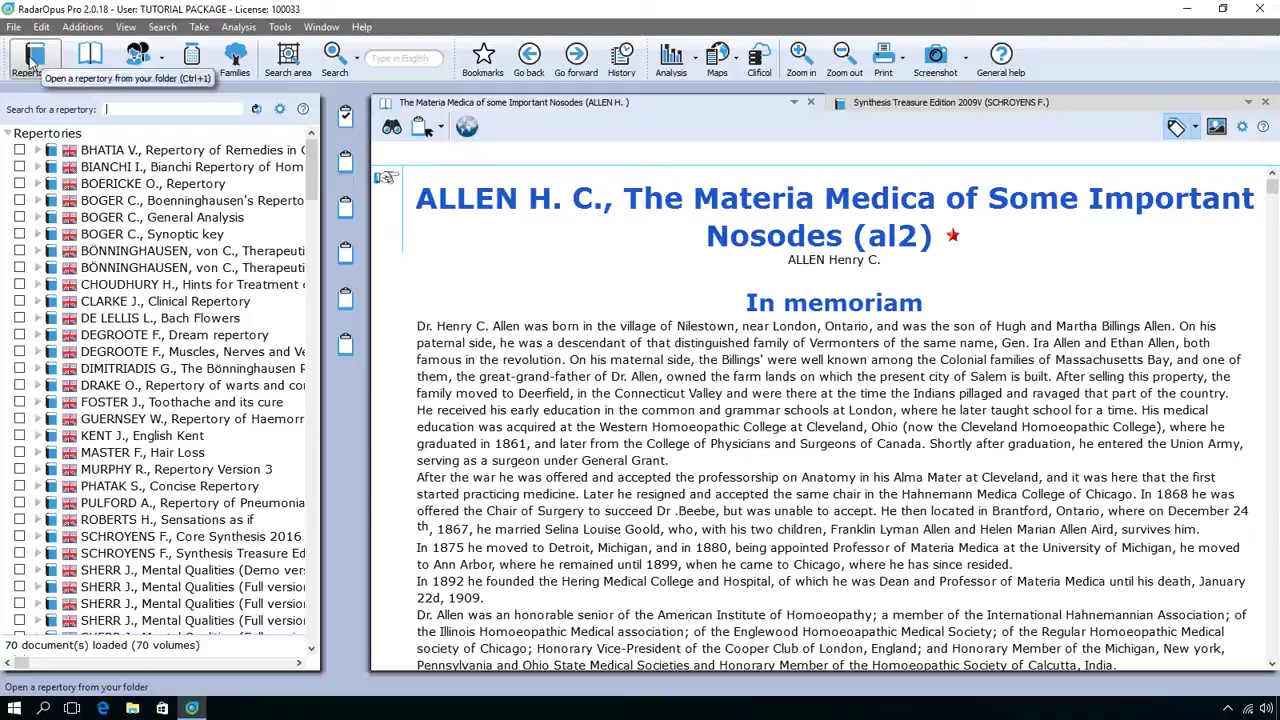 RadarOpus Pro 2.0.18 - User: TUTORIAL PACKAGE - License: 100033
File Edit Additions View Search Take Analysis Tools Window Help
Families Search area Search Type in English Bookmarks Go back Go forward History Analysis Maps Clificol Zoom in Zoom out Print Screenshot General help
Open a repertory from your folder (Ctrl+1)
Search for a repertory:
Repertories
BHATIA V., Repertory of Remedies in
BIANCHI I., Bianchi Repertory of Hom
BOERICKE O., Repertory
BOGER C., Boenninghausen's Reperto
BOGER C., General Analysis
BOGER C., Synoptic key
BÖNNINGHAUSEN, von C., Therapeuti
BÖNNINGHAUSEN, von C., Therapeuti
CHOUDHURY H., Hints for Treatment
CLARKE J., Clinical Repertory
DE LELLIS L., Bach Flowers
DEGROOTE F., Dream repertory
DEGROOTE F., Muscles, Nerves and Ve
DIMITRIADIS G., The Bönninghausen R
DRAKE O., Repertory of warts and co
FOSTER J., Toothache and its cure
GUERNSEY W., Repertory of Haemorr
KENT J., English Kent
MASTER F., Hair Loss
MURPHY R., Repertory Version 3
PHATAK S., Concise Repertory
PULFORD A., Repertory of Pneumonia
ROBERTS H., Sensations as if
SCHROYENS F., Core Synthesis 2016
SCHROYENS F., Synthesis Treasure Ed
SHERR J., Mental Qualities (Demo ver
SHERR J., Mental Qualities (Full version
SHERR J., Mental Qualities (Full version
SHERR J., Mental Qualities (Full version
SHERR J., Mental Qualities (Full version
70 document(s) loaded (70 volumes)
Open a repertory from your folder
The Materia Medica of some Important Nosodes (ALLEN H. )
Synthesis Treasure Edition 2009V (SCHROYENS F.)
ALLEN H. C., The Materia Medica of Some Important
Nosodes (al2)
ALLEN Henry C.
In memoriam
Dr. Henry C. Allen was born in the village of Nilestown, near London, Ontario, and was the son of Hugh and Martha Billings Allen. On his
paternal side, he was a descendant of that distinguished family of Vermonters of the same name, Gen. Ira Allen and Ethan Allen, both
famous in the revolution. On his maternal side, the Billings' were well known among the Colonial families of Massachusetts Bay, and one of
them, the great-grand-father of Dr. Allen, owned the farm lands on which the present city of Salem is built. After selling this property, the
family moved to Deerfield, in the Connecticut Valley and were there at the time the Indians pillaged and ravaged that part of the country.
He received his early education in the common and grammar schools at London, where he later taught school for a time. His medical
education was acquired at the Western Homoeopathic College at Cleveland, Ohio (now the Cleveland Homoeopathic College), where he
graduated in 1861, and later from the College of Physicians and Surgeons of Canada. Shortly after graduation, he entered the Union Army,
serving as a surgeon under General Grant.
After the war he was offered and accepted the professorship on Anatomy in his Alma Mater at Cleveland, and it was here that the first
started practicing medicine. Later he resigned and accepted the same chair in the Hahnemann Medica College of Chicago. In 1868 he was
offered the Chair of Surgery to succeed Dr .Beebe, but was unable to accept. He then located in Brantford, Ontario, where on December 24
th, 1867, he married Selina Louise Goold, who, with his two children, Franklin Lyman Allen and Helen Marian Allen Aird, survives him.
In 1875 he moved to Detroit, Michigan, and in 1880, being appointed Professor of Materia Medica at the University of Michigan, he moved
to Ann Arbor, where he remained until 1899, when he came to Chicago, where he has since resided.
In 1892 he founded the Hering Medical College and Hospital, of which he was Dean and Professor of Materia Medica until his death, January
22d, 1909.
Dr. Allen was an honorable senior of the American Institute of Homoeopathy; a member of the International Hahnemannian Association; of
the Illinois Homoeopathic Medical association; of the Englewood Homoeoapathic Medical Society; of the Regular Homoepathic Medical
society of Chicago; Honorary Vice-President of the Cooper Club of London, England; and Honorary Member of the Michigan, New york,
Pennsylvania and Ohio State Medical Societies and Honorary Member of the Homoeopathic Society of Calcutta, India.